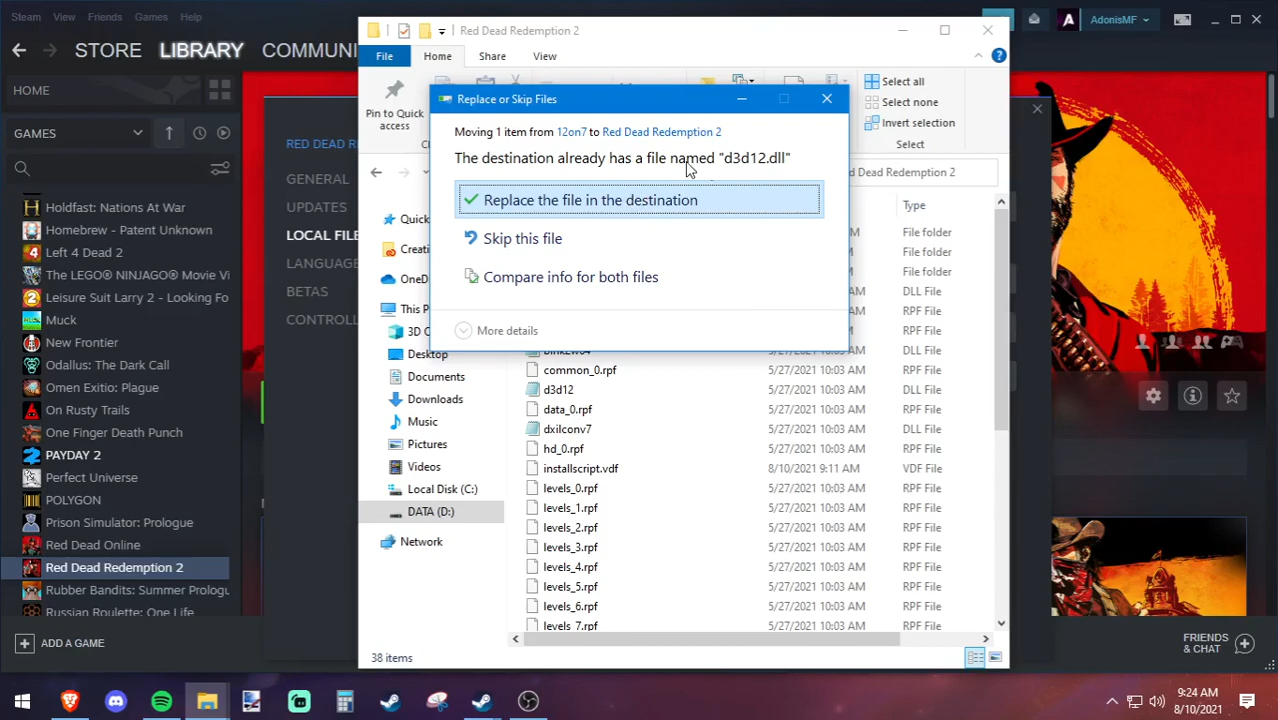 Steam View Friends Games Help
AdonisMF
STORE LIBRARY COMMUNI
HOME
GAMES
Holdfast: Nations At War
Homebrew - Patent Unknown
Left 4 Dead 2
The LEGO® NINJAGO® Movie Vi
Leisure Suit Larry 2 - Looking Fo
Muck
New Frontier
Odallus: The Dark Call
Omen Exitio: Plague
On Rusty Trails
One Finger Death Punch
PAYDAY 2
Perfect Universe
POLYGON
Prison Simulator: Prologue
Red Dead Online
Red Dead Redemption 2
Rubber Bandits: Summer Prologu
Russian Roulette: One Life
ADD A GAME
RED DEAD
GENERAL
UPDATES
LOCAL FILE
LANGUAG
BETAS
CONTROLL
Red Dead Redemption 2
File Home Share View
Pin to Quick
access
Select all
Select none
Invert selection
Select
d Dead Redemption 2
Replace or Skip Files
Moving 1 item from 12on7 to Red Dead Redemption 2
The destination already has a file named "d3d12.dll"
Replace the file in the destination
Skip this file
Compare info for both files
More details
Quick
Creati
OneD
This P
3D C
Desktop
Documents
Downloads
Music
Pictures
Videos
Local Disk (C:)
DATA (D:)
Network
Type
M File folder
M File folder
M File folder
M DLL File
M RPF File
M RPF File
bink2w64 5/27/2021 10:03 AM DLL File
common_0.rpf 5/27/2021 10:03 AM RPF File
d3d12 5/27/2021 10:03 AM DLL File
data_0.rpf 5/27/2021 10:03 AM RPF File
dxilconv7 5/27/2021 10:03 AM DLL File
hd_0.rpf 5/27/2021 10:03 AM RPF File
installscript.vdf 8/10/2021 9:11 AM VDF File
levels_0.rpf 5/27/2021 10:03 AM RPF File
levels_1.rpf 5/27/2021 10:03 AM RPF File
levels_2.rpf 5/27/2021 10:03 AM RPF File
levels_3.rpf 5/27/2021 10:03 AM RPF File
levels_4.rpf 5/27/2021 10:03 AM RPF File
levels_5.rpf 5/27/2021 10:03 AM RPF File
levels_6.rpf 5/27/2021 10:03 AM RPF File
levels_7.rpf 5/27/2021 10:03 AM RPF File
38 items
FRIENDS
& CHAT
9:24 AM
8/10/2021